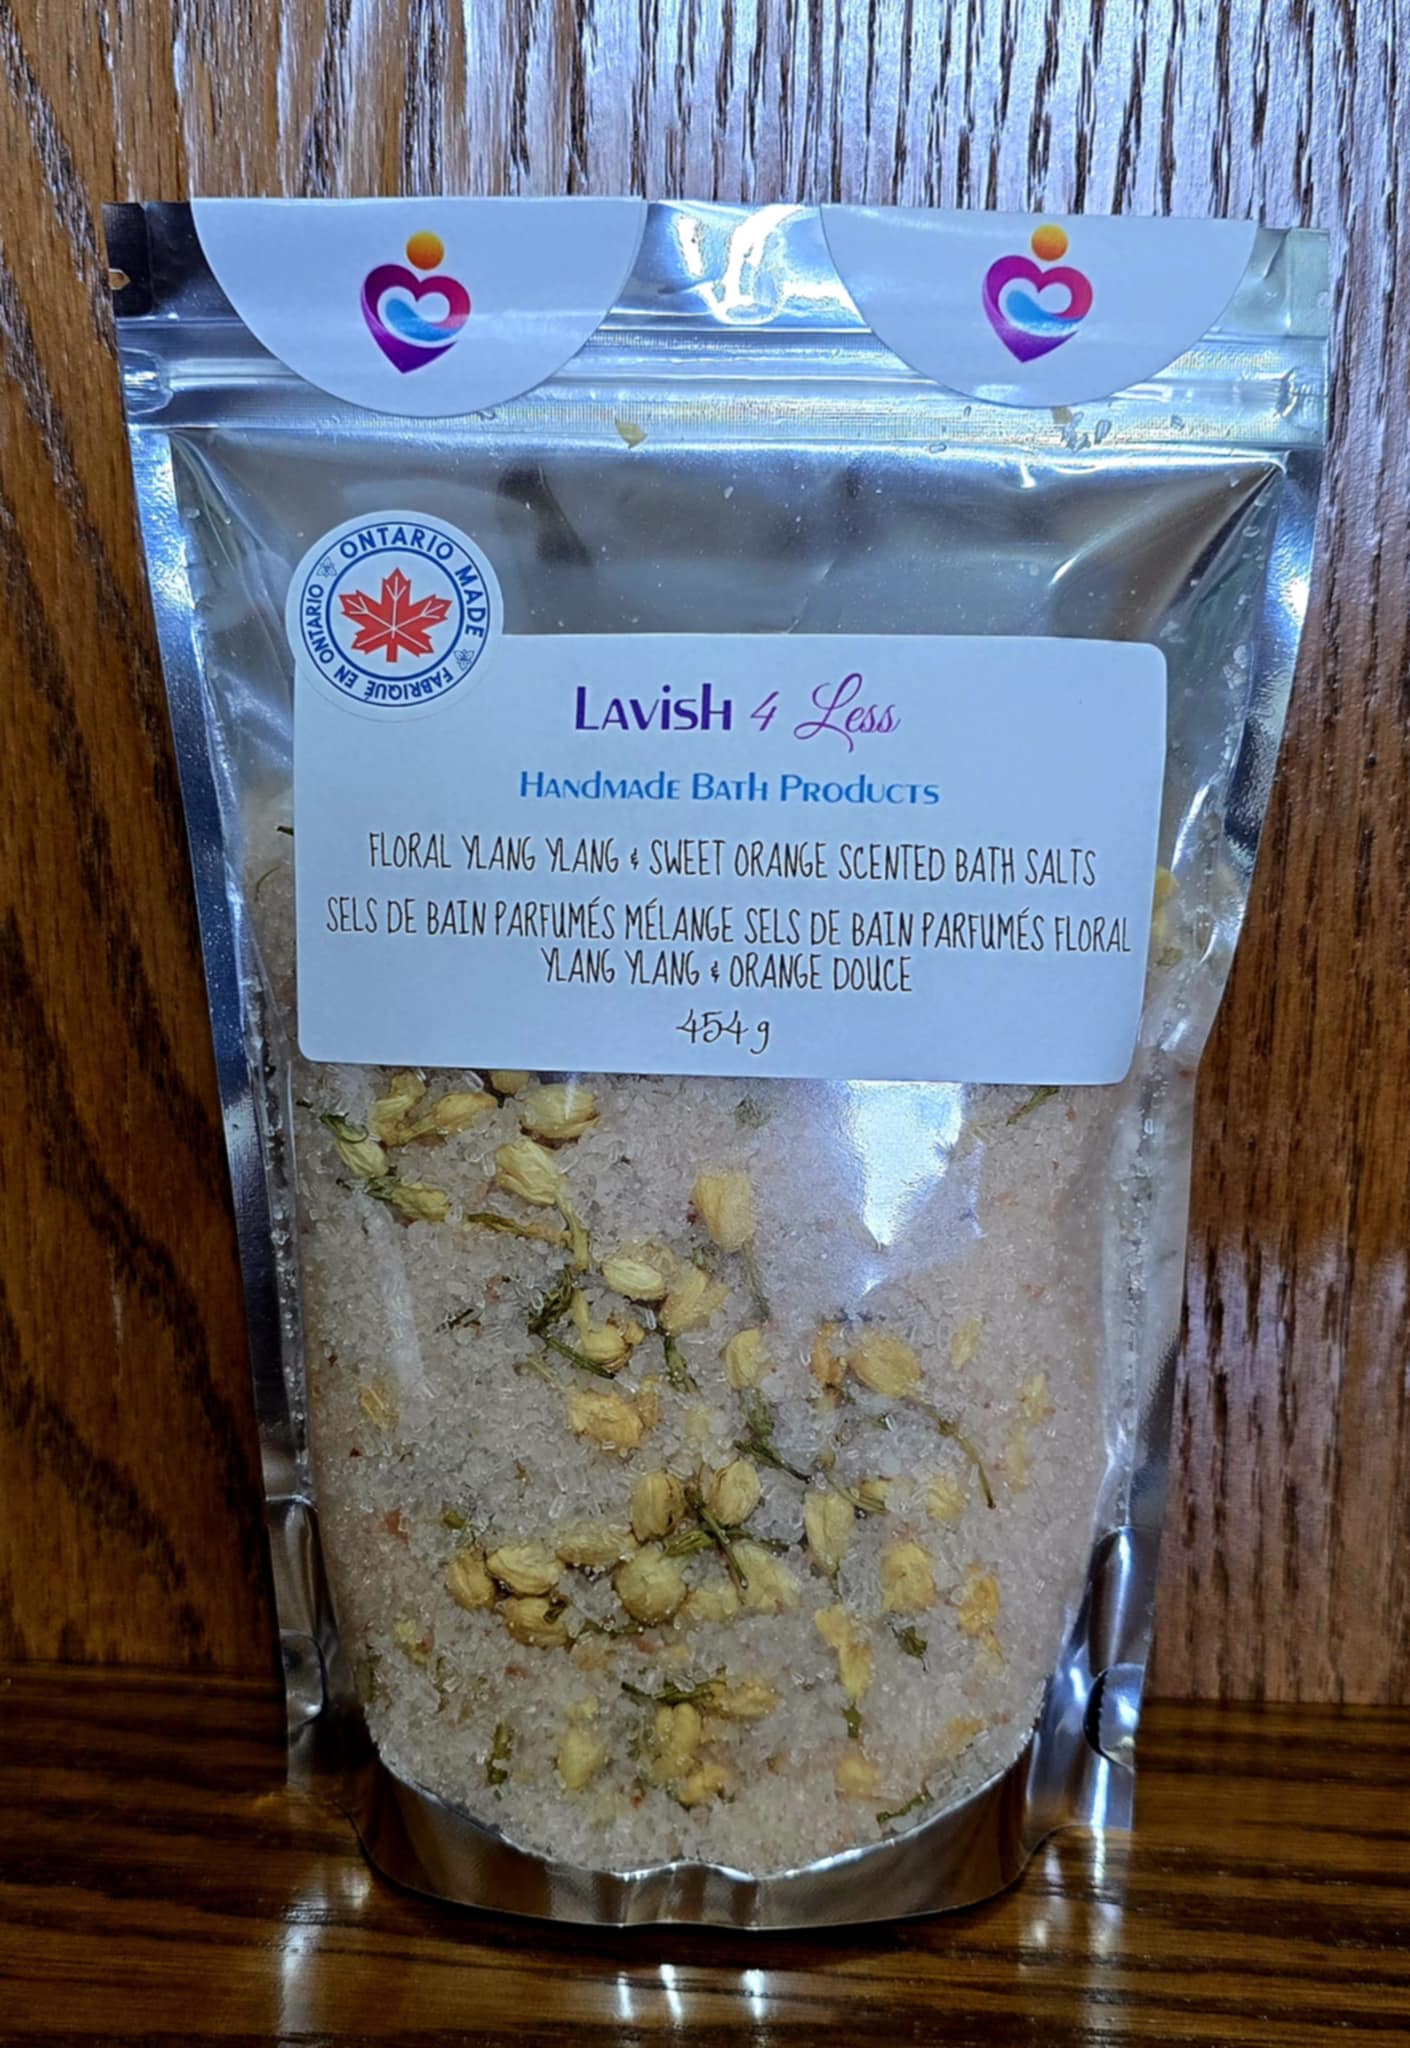 ONTARIO MADE
FABRIQUÉ EN ONTARIO
LAVISH 4 Less
HANDMADE BATH PRODUCTS
FLORAL YLANG YLANG & SWEET ORANGE SCENTED BATH SALTS
SELS DE BAIN PARFUMÉS MÉLANGE SELS DE BAIN PARFUMÉS FLORAL
YLANG YLANG & ORANGE DOUCE
454 g